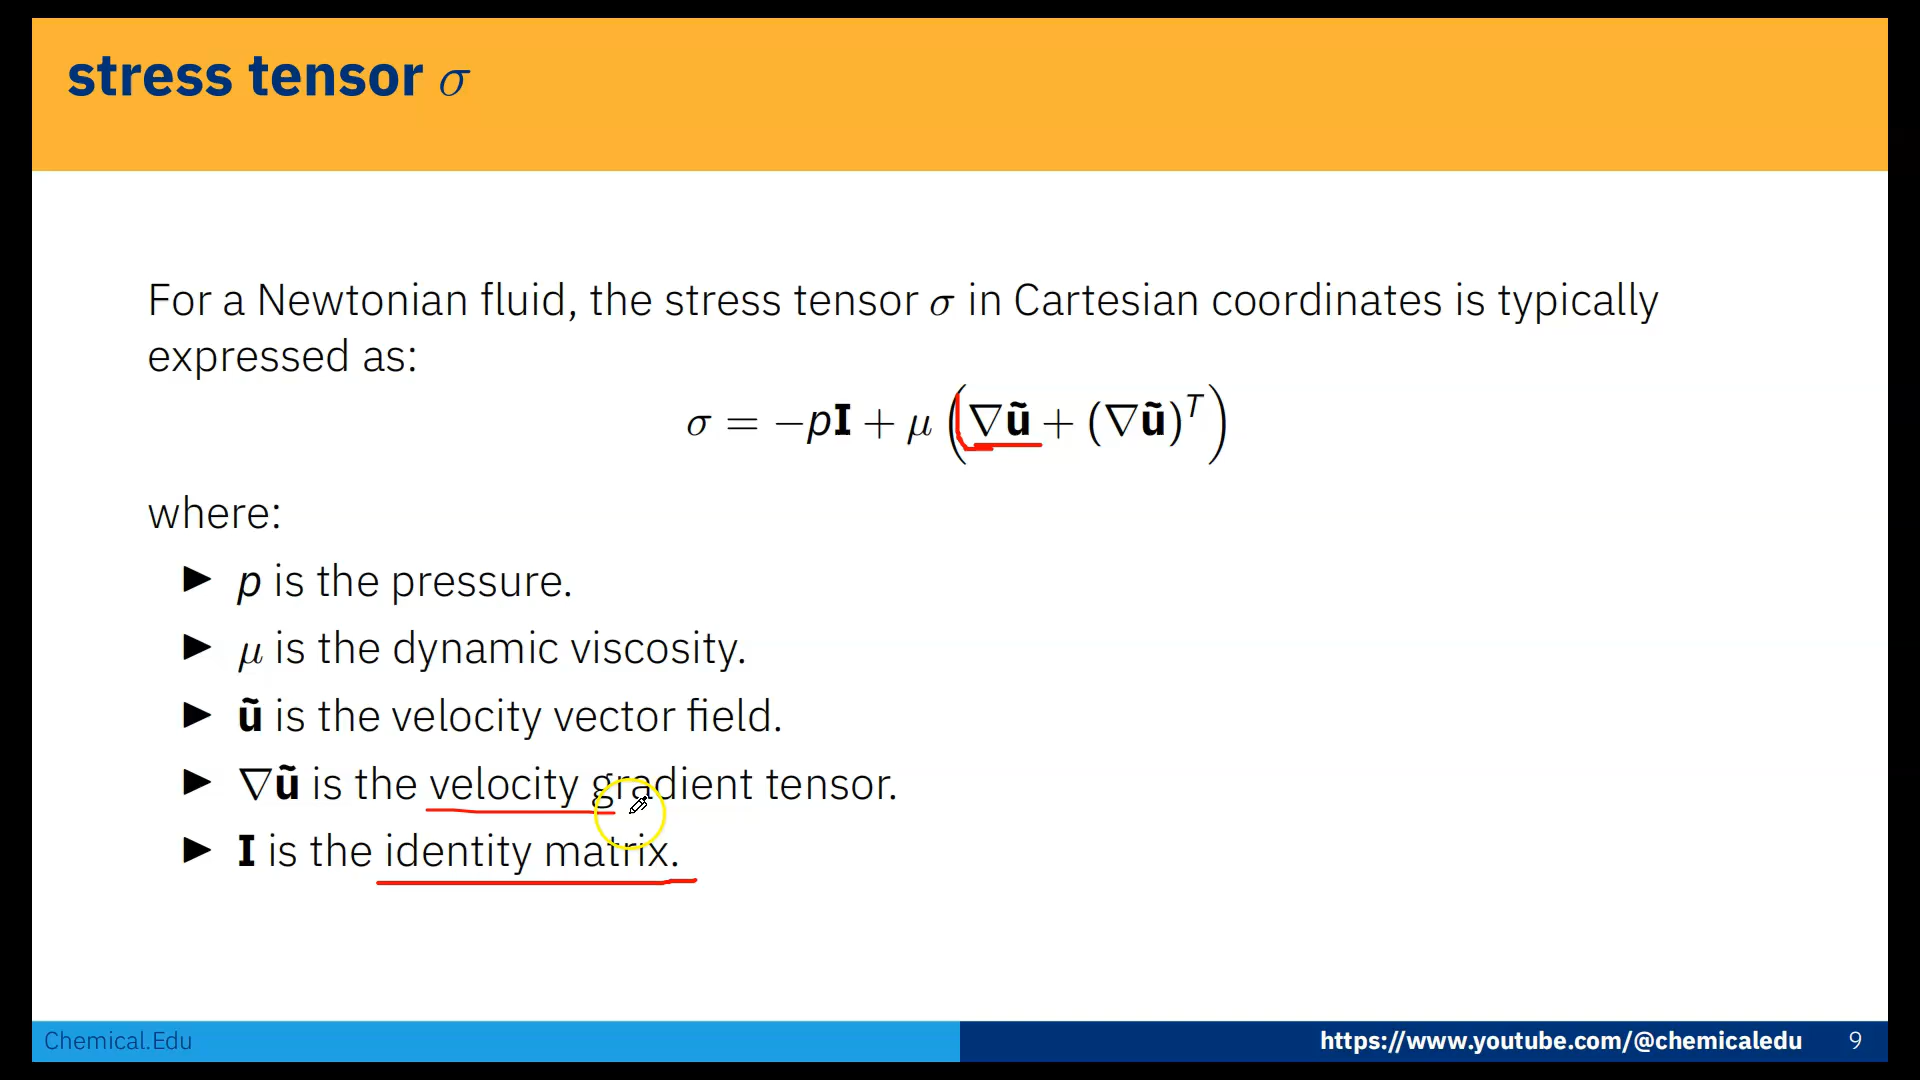 stress tensor σ
For a Newtonian fluid, the stress tensor σ in Cartesian coordinates is typically
expressed as:
σ = −pI + μ (∇ũ + (∇ũ)ᵀ)
where:
▶ p is the pressure.
▶ μ is the dynamic viscosity.
▶ ũ is the velocity vector field.
▶ ∇ũ is the velocity gradient tensor.
▶ I is the identity matrix.
Chemical.Edu
https://www.youtube.com/@chemicaledu 9